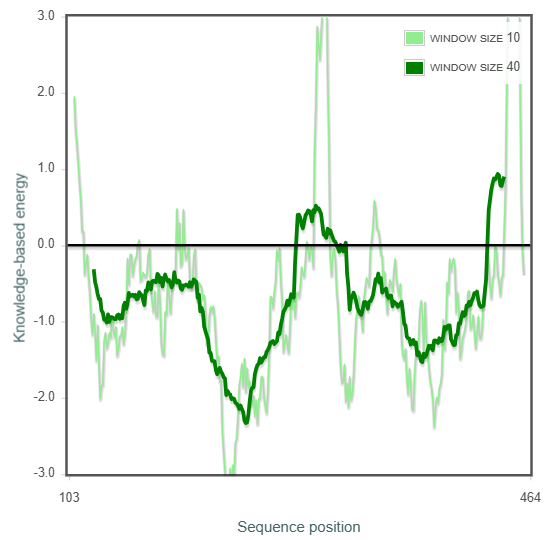 3.0
WINDOW SIZE 10
WINDOW SIZE 40
2.0
1.0
0.0
-1.0
-2.0
-3.0
Knowledge-based energy
103
464
Sequence position